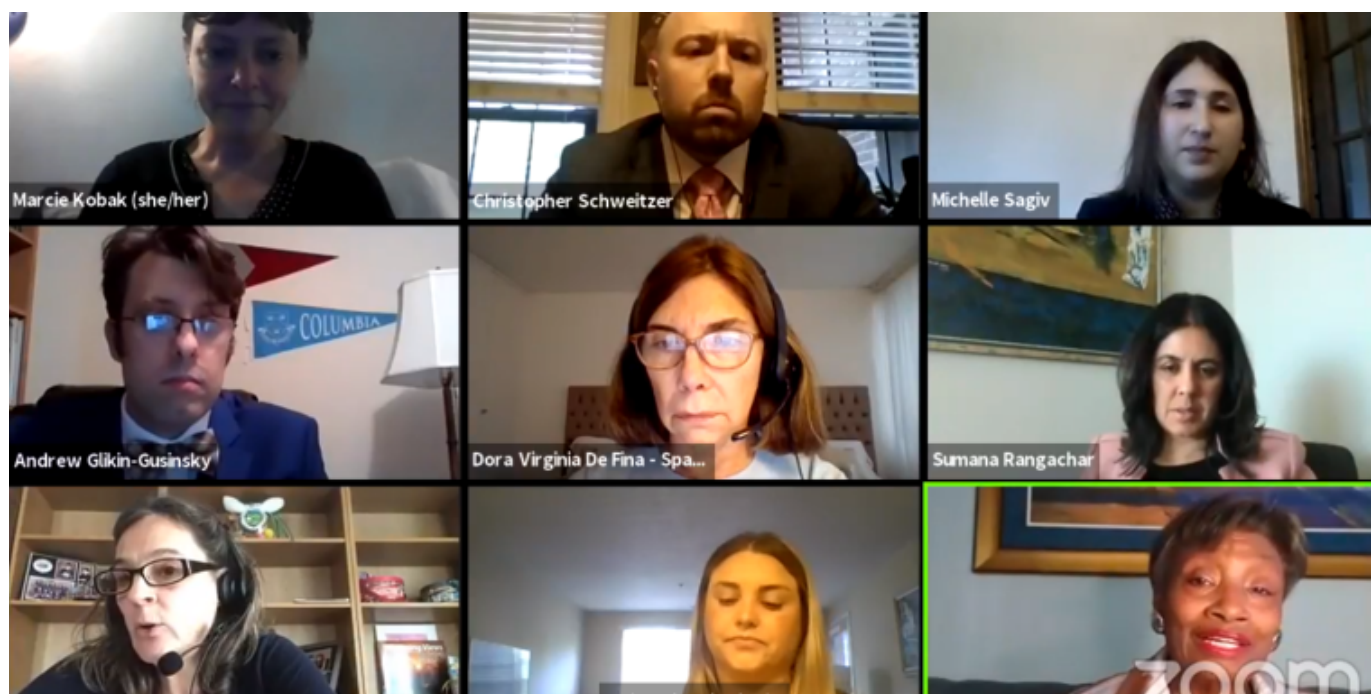 Marcie Kobak (she/her)
Christopher Schweitzer
Michelle Sagiv
COLUMBIA
Andrew Glikin-Gusinsky
Dora Virginia De Fina - Spa...
Sumana Rangachar
zoom